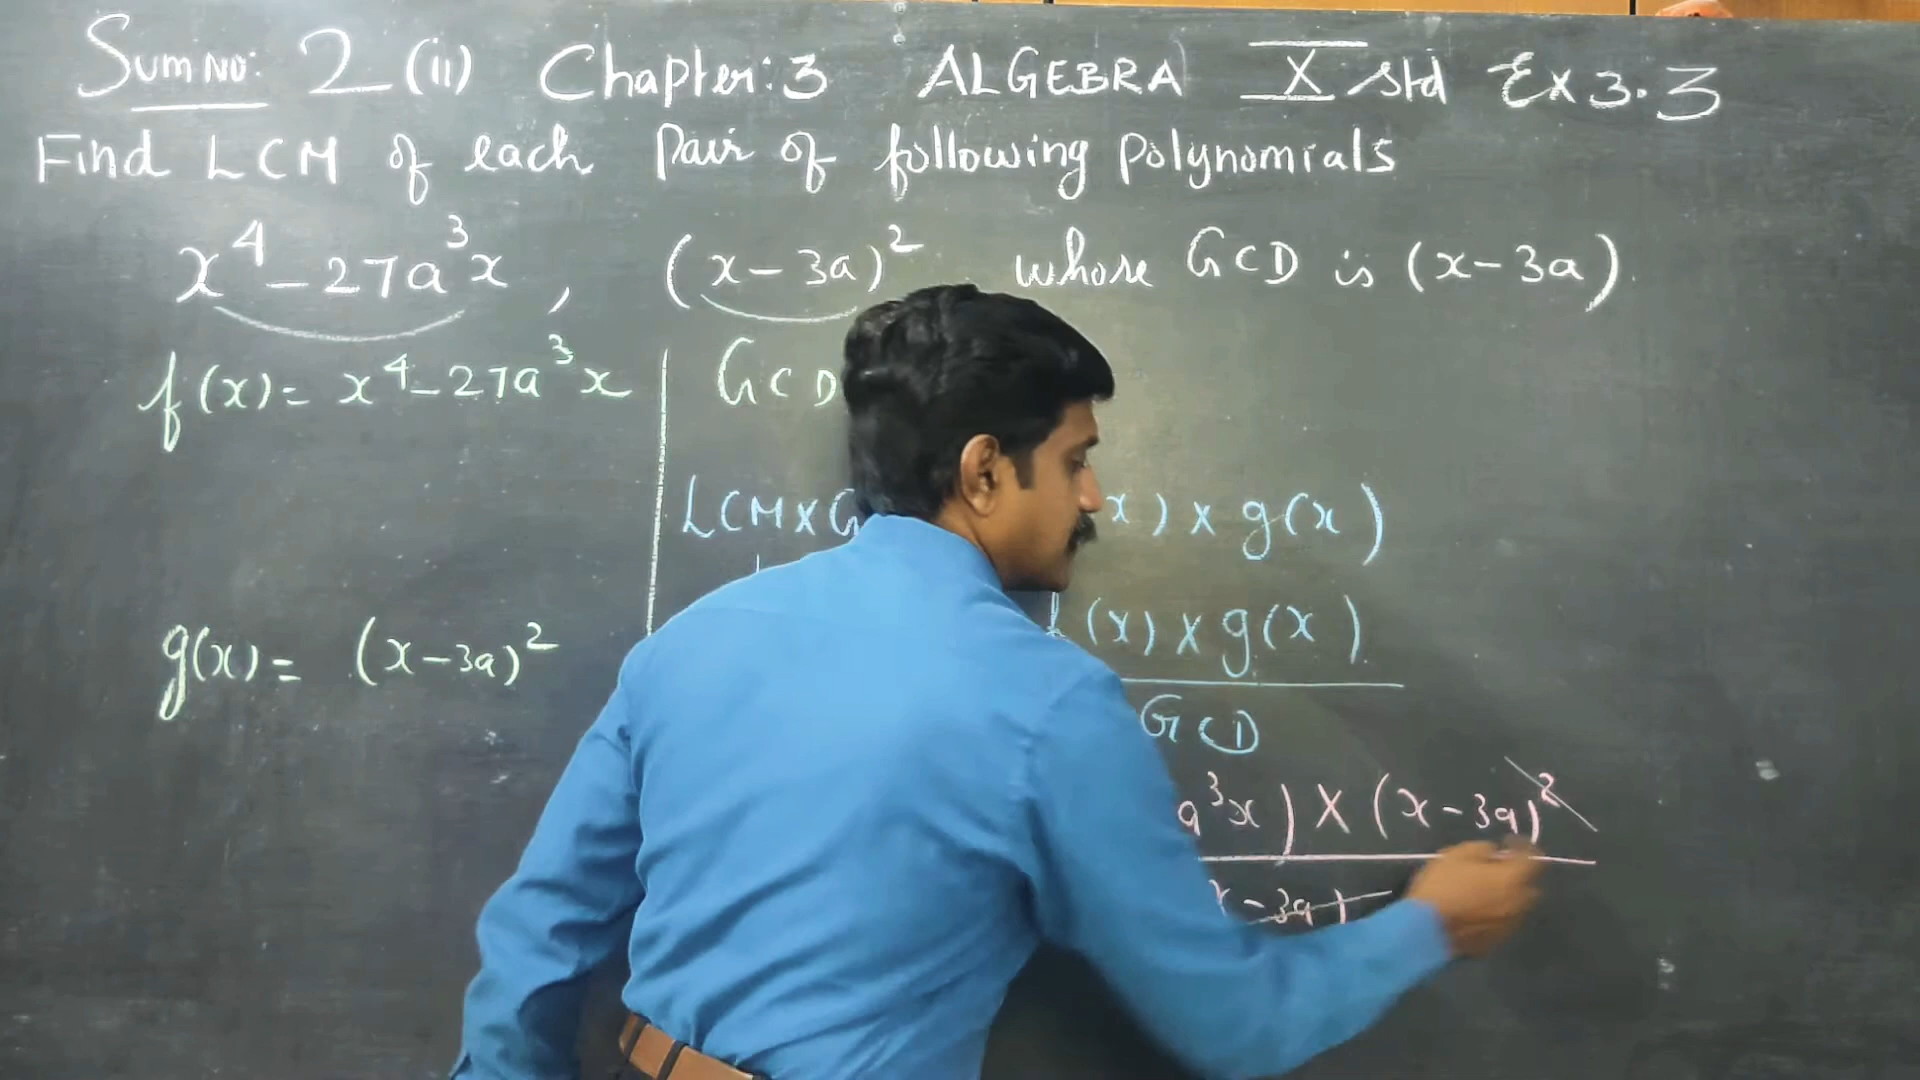 Sum No: 2 (ii) Chapter: 3 ALGEBRA X std Ex 3.3
Find LCM of each Pair of following polynomials
x⁴ - 27a³x , (x - 3a)² whose GCD is (x - 3a).
f(x) = x⁴ - 27a³x
GCD
LCM x G x) x g(x)
f(x) x g(x)
g(x) = (x - 3a)²
GCD
a³x) X (x - 3a)²
x - 3a)